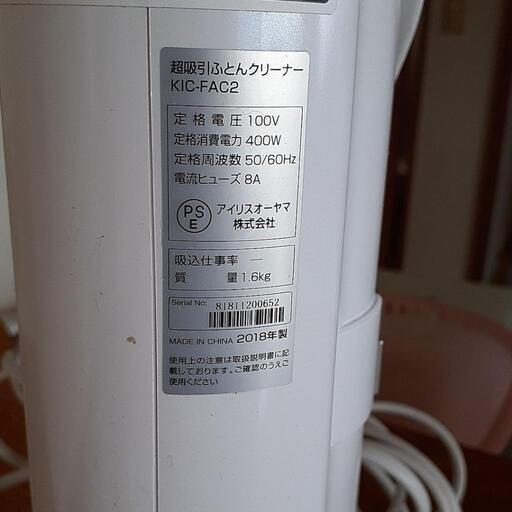 超吸引ふとんクリーナー
KIC-FAC2
定格電圧 100V
定格消費電力 400W
定格周波数 50/60Hz
電流ヒューズ 8A
PS
E
アイリスオーヤマ
株式会社
吸込仕事率 ―
質 量 1.6kg
Serial No: 81811200652
MADE IN CHINA 2018年製
使用上の注意は取扱説明書に記
載しております。ご確認のうえご
使用ください